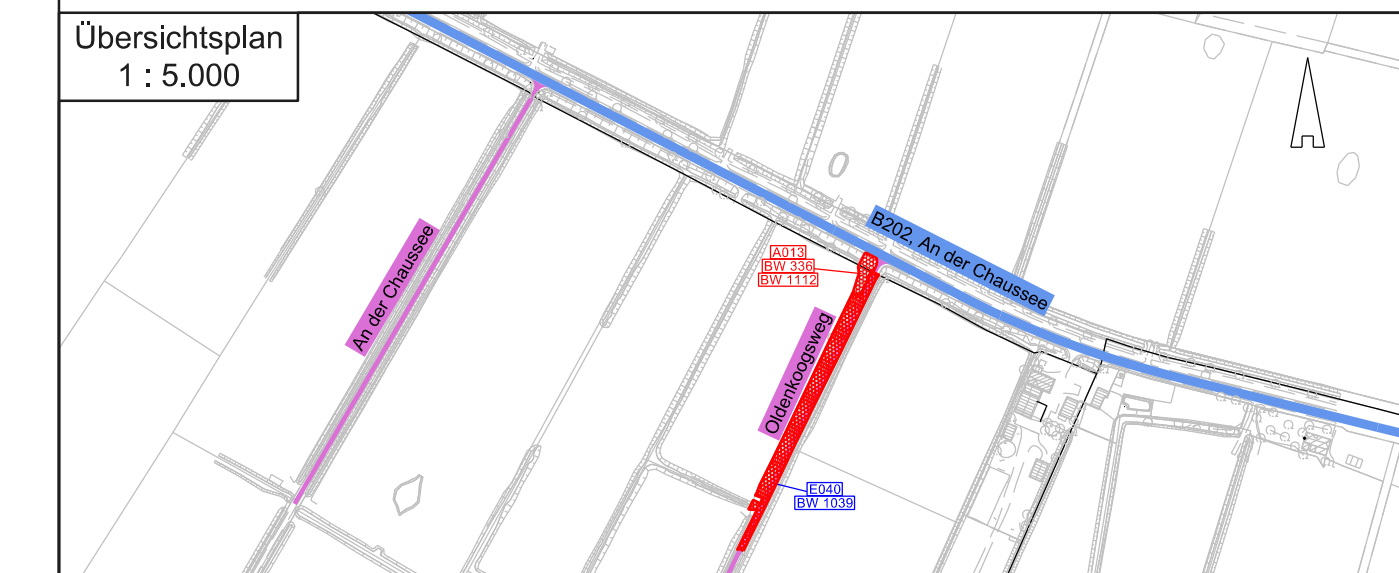 Übersichtsplan
1 : 5.000
An der Chaussee
B202, An der Chaussee
A013
BW 336
BW 1112
Oldenkoogsweg
E040
BW 1039